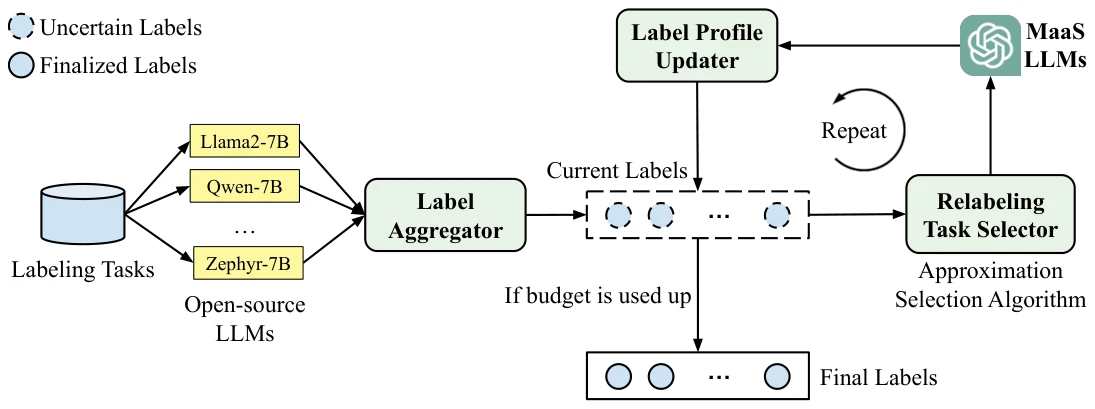 Uncertain Labels
Finalized Labels
Label Profile
Updater
MaaS
LLMs
Repeat
Llama2-7B
Qwen-7B
...
Zephyr-7B
Labeling Tasks
Open-source
LLMs
Label
Aggregator
Current Labels
...
Relabeling
Task Selector
Approximation
Selection Algorithm
If budget is used up
...
Final Labels